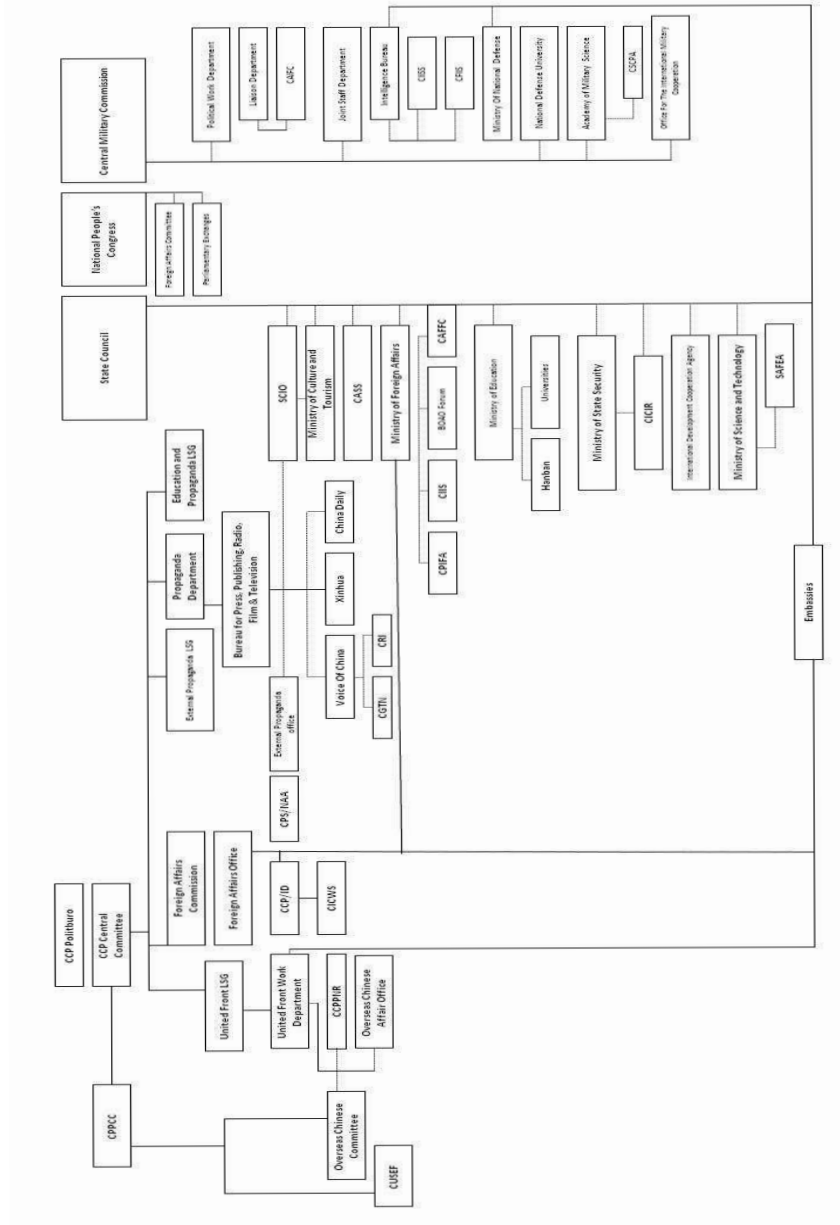 CCP Politburo
State Council
National People's
Congress
Central Military Commission
CPPCC
CCP Central
Committee
Foreign Affairs Committee
Parliamentary Exchanges
United Front LSG
Foreign Affairs
Commission
External Propaganda LSG
Propaganda
Department
Education and
Propaganda LSG
Political Work Department
Liaison Department
CAIFC
Foreign Affairs Office
Bureau for Press, Publishing, Radio,
Film & Television
United Front Work
Department
CCP/ID
CICWS
CPS/NAA
External Propaganda
office
SCIO
Ministry of Culture and
Tourism
CASS
Ministry of Foreign Affairs
Joint Staff Department
Intelligence Bureau
CIISS
CFIIS
Overseas Chinese
Committee
CCPPNR
Overseas Chinese
Affair Office
CUSEF
Voice Of China
Xinhua
China Daily
CGTN
CRI
CPIFA
CIIS
BOAO Forum
CAFFC
Ministry Of National Defense
National Defense University
Academy of Military Science
CSCPA
Office For The International Military
Cooperation
Ministry of Education
Hanban
Universities
Ministry of State Security
CICIR
International Development Cooperation Agency
Ministry of Science and Technology
SAFEA
Embassies